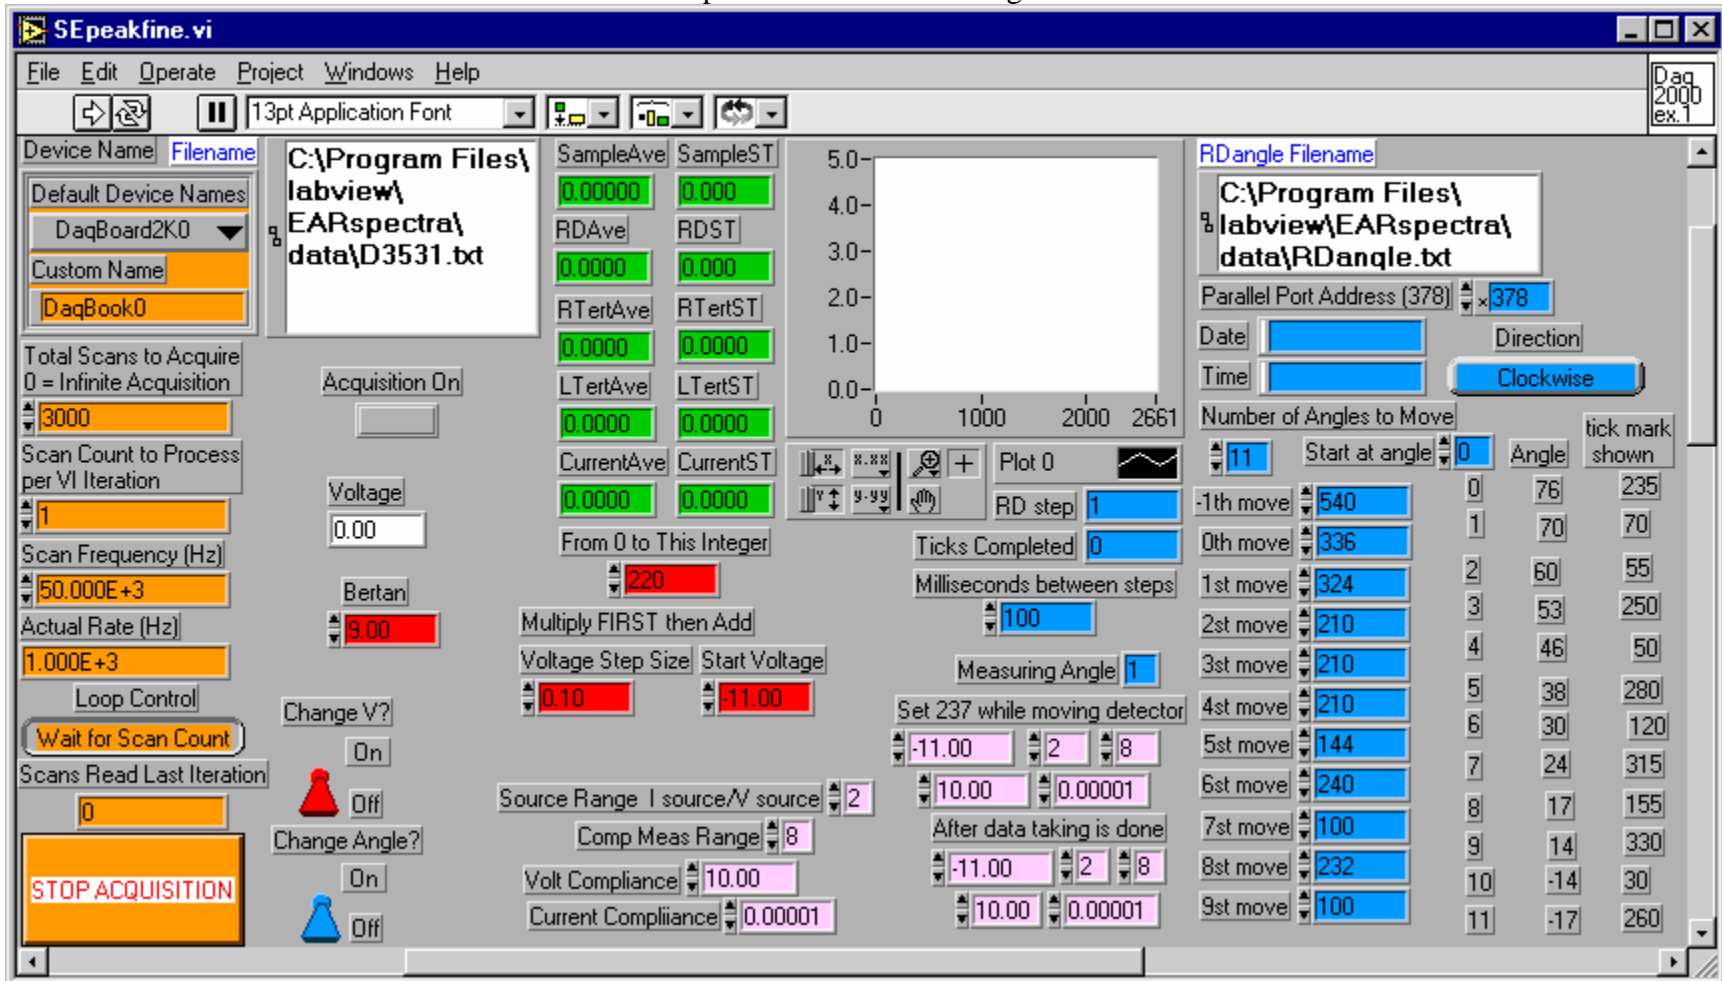 SEpeakfine.vi
File Edit Operate Project Windows Help
13pt Application Font
Daq
2000
ex.1
Device Name Filename
Default Device Names
DaqBoard2K0
Custom Name
DaqBook0
C:\Program Files\
labview\
EARspectra\
data\D3531.txt
Total Scans to Acquire
0 = Infinite Acquisition
3000
Scan Count to Process
per VI Iteration
1
Scan Frequency (Hz)
50.000E+3
Actual Rate (Hz)
1.000E+3
Loop Control
Wait for Scan Count
Scans Read Last Iteration
0
STOP ACQUISITION
Acquisition On
Voltage
0.00
Bertan
9.00
Change V?
On
Off
Change Angle?
On
Off
SampleAve SampleST
0.00000 0.000
RDAve RDST
0.0000 0.000
RTertAve RTertST
0.0000 0.0000
LTertAve LTertST
0.0000 0.0000
CurrentAve CurrentST
0.0000 0.0000
From 0 to This Integer
220
Multiply FIRST then Add
Voltage Step Size Start Voltage
0.10 -11.00
Source Range I source/V source 2
Comp Meas Range 8
Volt Compliance 10.00
Current Compliiance 0.00001
5.0
4.0
3.0
2.0
1.0
0.0
0 1000 2000 2661
X x.xx
Y y.yy
Plot 0
RD step 1
Ticks Completed 0
Milliseconds between steps
100
Measuring Angle 1
Set 237 while moving detector
-11.00 2 8
10.00 0.00001
After data taking is done
-11.00 2 8
10.00 0.00001
RDangle Filename
C:\Program Files\
labview\EARspectra\
data\RDangle.txt
Parallel Port Address (378) x378
Date
Time
Direction
Clockwise
Number of Angles to Move
11
Start at angle 0
Angle
tick mark
shown
-1th move 540
0th move 336
1st move 324
2st move 210
3st move 210
4st move 210
5st move 144
6st move 240
7st move 100
8st move 232
9st move 100
0 76 235
1 70 70
2 60 55
3 53 250
4 46 50
5 38 280
6 30 120
7 24 315
8 17 155
9 14 330
10 -14 30
11 -17 260